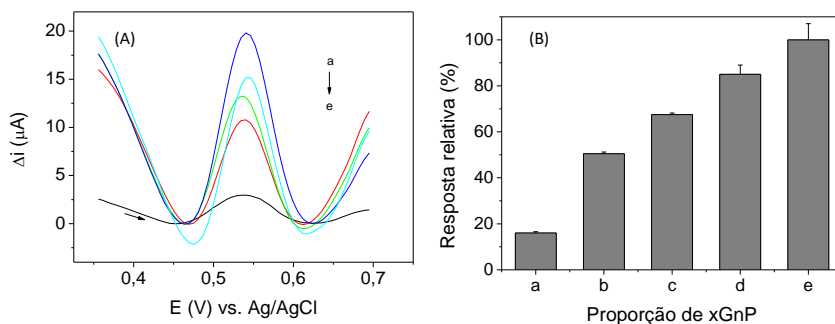 (A)
a
e
20
15
10
5
0
Δi (μA)
0,4 0,5 0,6 0,7
E (V) vs. Ag/AgCl
(B)
100
80
60
40
20
0
Resposta relativa (%)
a b c d e
Proporção de xGnP